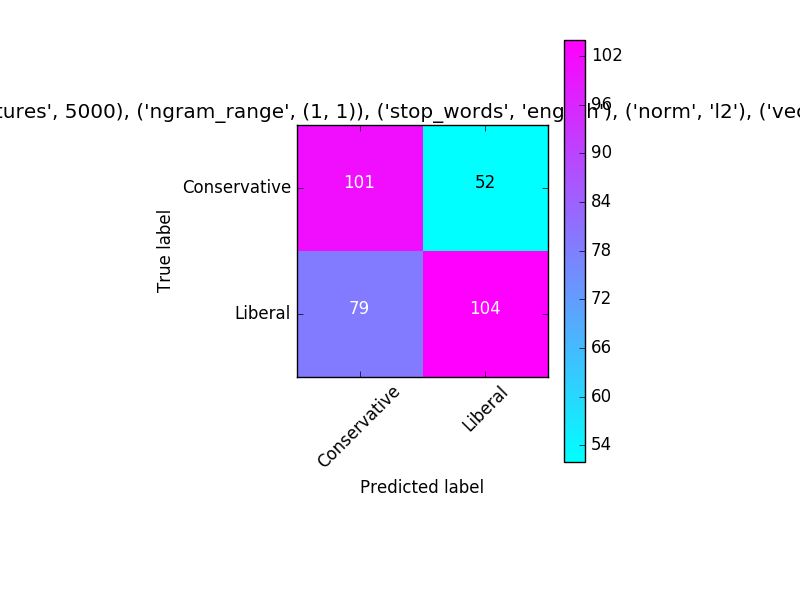 tures', 5000), ('ngram_range', (1, 1)), ('stop_words', 'english'), ('norm', 'l2'), ('vec
102
96
90
84
78
72
66
60
54
True label
Conservative
101
52
Liberal
79
104
Conservative
Liberal
Predicted label